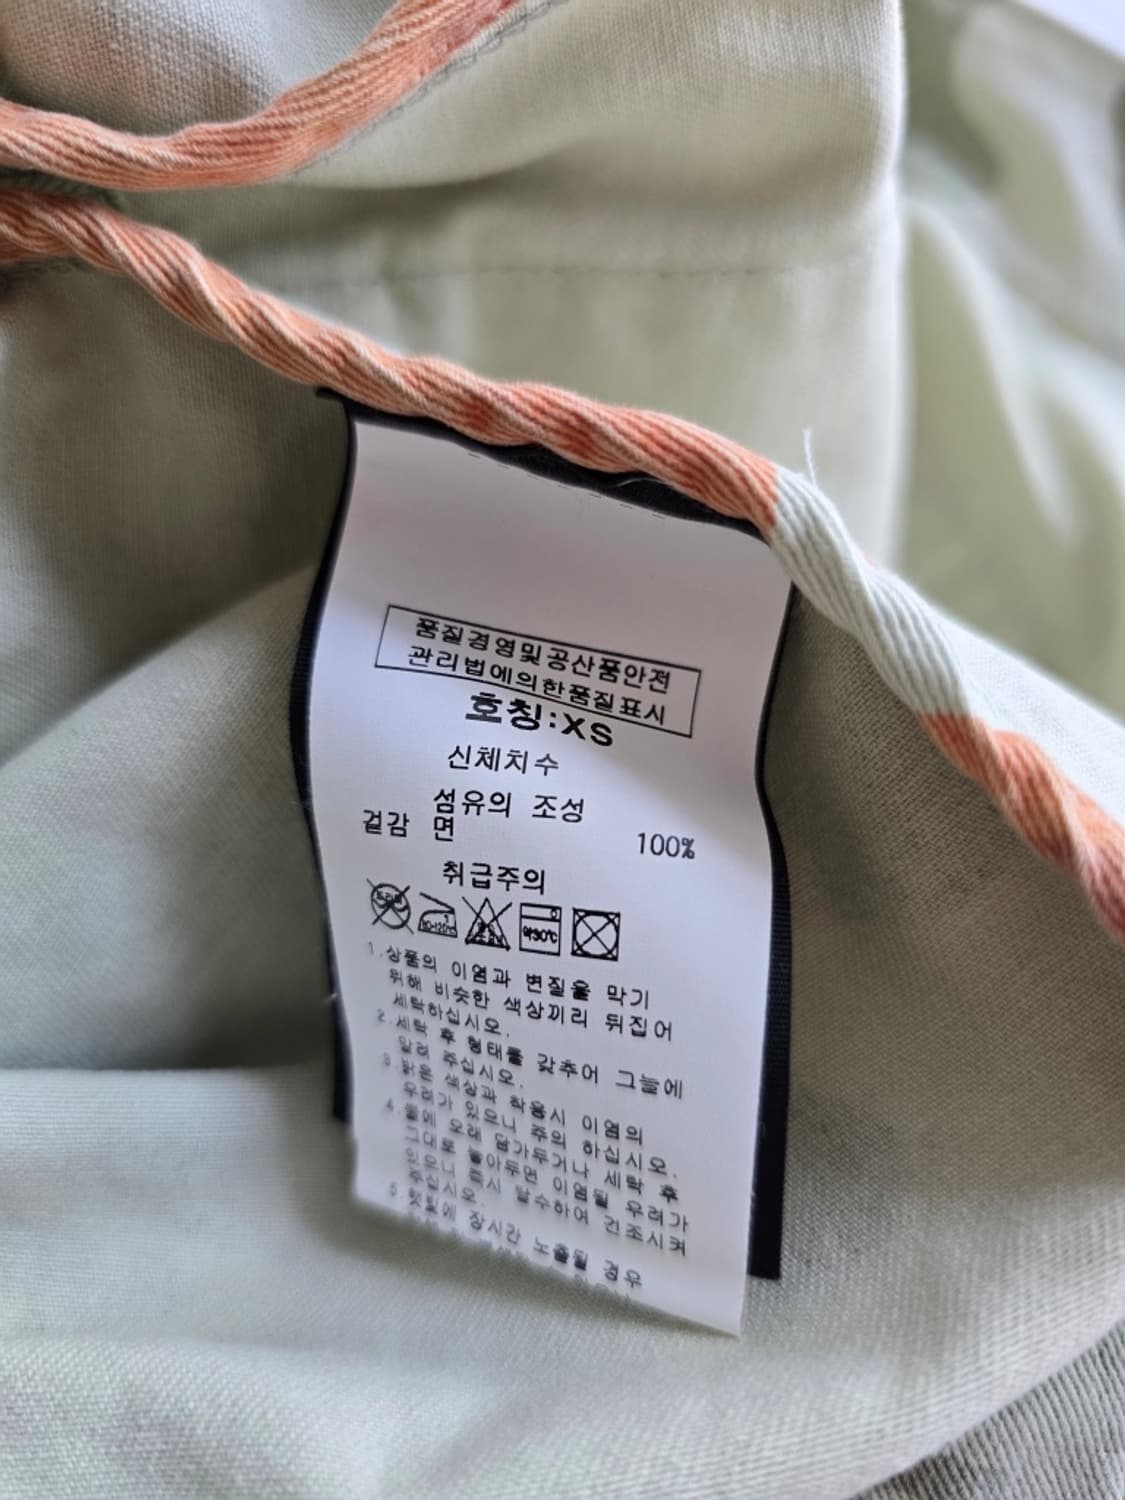 품질경영및공산품안전
관리법에의한품질표시
호칭:XS
신체치수
섬유의 조성
겉감 면 100%
취급주의
드라이
80~120℃
약30℃
1.상품의 이염과 변질을 막기
위해 비슷한 색상끼리 뒤집어
세탁하십시오.
2.세탁 후 형태를 갖추어 그늘에
말려 주십시오.
3.밝은 색상과 착용시 이염의
우려가 있으니 주의 하십시오.
4.물에 오래 담가두거나 세탁 후
그대로 놓아두면 이염될 우려가
있으니 즉시 탈수하여 건조시켜
주십시오.
5.햇빛에 장시간 노출될 경우